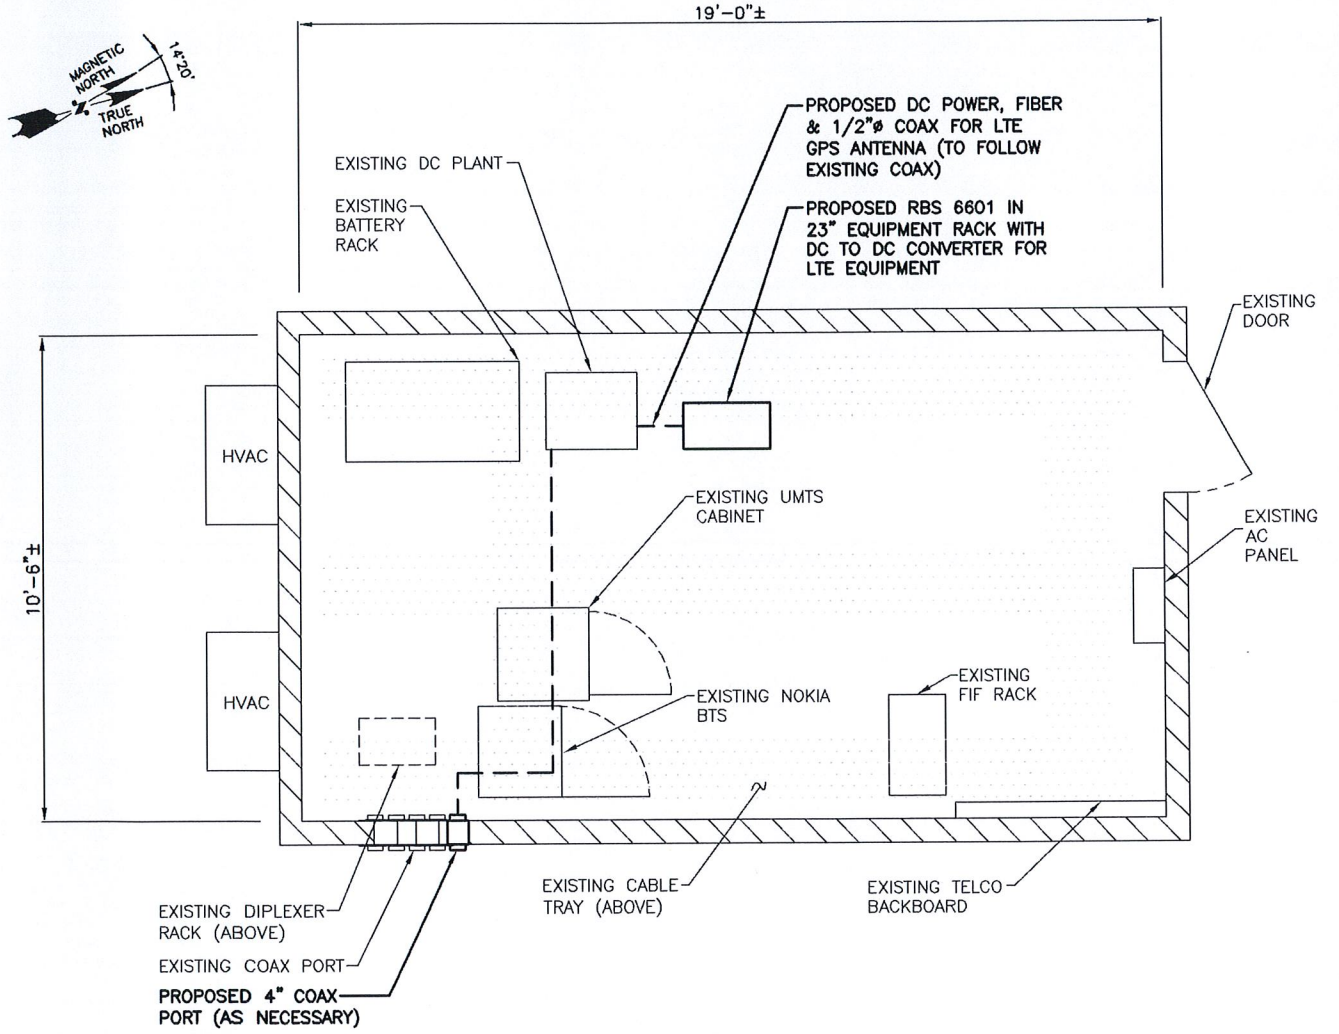 19'-0"±
MAGNETIC
NORTH
14°20'
TRUE
NORTH
PROPOSED DC POWER, FIBER
& 1/2"ø COAX FOR LTE
GPS ANTENNA (TO FOLLOW
EXISTING COAX)
EXISTING DC PLANT
EXISTING
BATTERY
RACK
PROPOSED RBS 6601 IN
23" EQUIPMENT RACK WITH
DC TO DC CONVERTER FOR
LTE EQUIPMENT
EXISTING
DOOR
HVAC
EXISTING UMTS
CABINET
EXISTING
AC
PANEL
10'-6"±
HVAC
EXISTING NOKIA
BTS
EXISTING
FIF RACK
EXISTING CABLE
TRAY (ABOVE)
EXISTING TELCO
BACKBOARD
EXISTING DIPLEXER
RACK (ABOVE)
EXISTING COAX PORT
PROPOSED 4" COAX
PORT (AS NECESSARY)